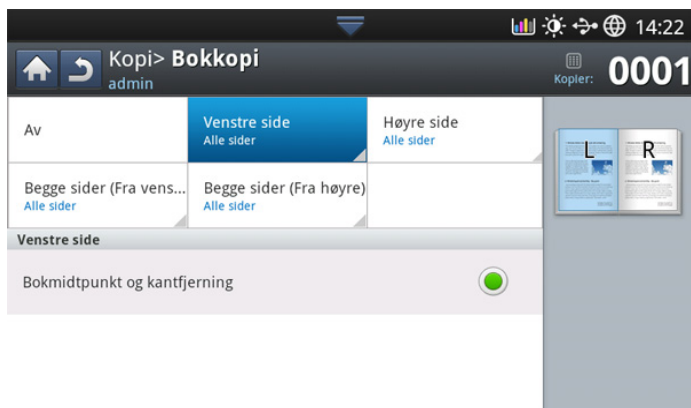 14:22
Kopi> Bokkopi
admin
Kopier: 0001
Av
Venstre side
Alle sider
Høyre side
Alle sider
Begge sider (Fra vens...
Alle sider
Begge sider (Fra høyre)
Alle sider
L R
Venstre side
Bokmidtpunkt og kantfjerning